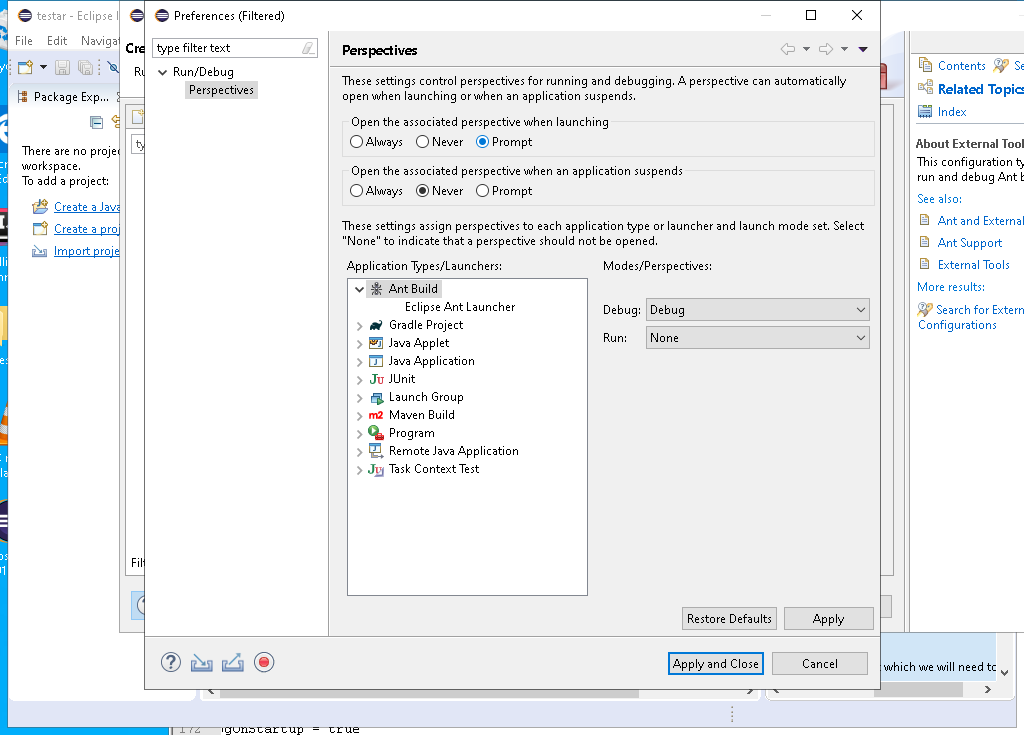 testar - Eclipse I
File Edit Navigat
Package Exp...
There are no projec
workspace.
To add a project:
Create a Java
Create a proj
Import proje
Cre
Ru
ty
Filt
Preferences (Filtered)
type filter text
Run/Debug
Perspectives
Perspectives
These settings control perspectives for running and debugging. A perspective can automatically
open when launching or when an application suspends.
Open the associated perspective when launching
Always Never Prompt
Open the associated perspective when an application suspends
Always Never Prompt
These settings assign perspectives to each application type or launcher and launch mode set. Select
"None" to indicate that a perspective should not be opened.
Application Types/Launchers:
Modes/Perspectives:
Ant Build
Eclipse Ant Launcher
Gradle Project
Java Applet
Java Application
JUnit
Launch Group
Maven Build
Program
Remote Java Application
Task Context Test
Debug: Debug
Run: None
Restore Defaults Apply
Apply and Close Cancel
Contents Se
Related Topics
Index
About External Tool
This configuration ty
run and debug Ant b
See also:
Ant and External
Ant Support
External Tools
More results:
Search for Extern
Configurations
which we will need to
172 gOnStartup = true